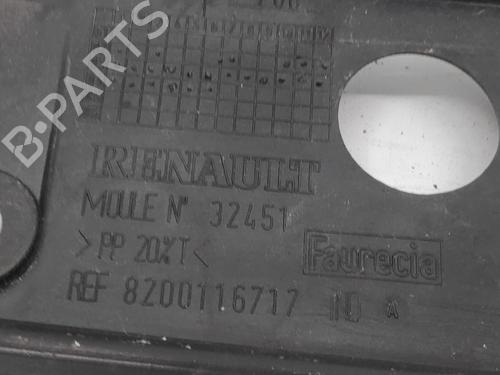 B-PARTS
RENAULT
MOULE N° 32451
>PP 20%T<
Faurecia
REF 8200116717 A